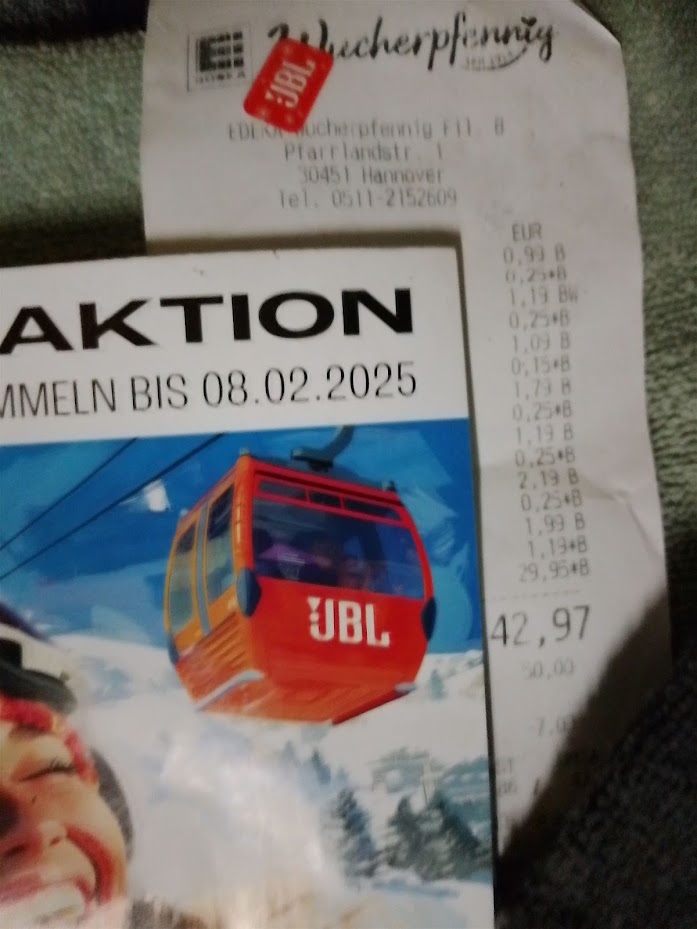 EDEKA
Wucherpfennig
JBL
EDEKA Wucherpfennig Fil. 8
Pfarrlandstr. 1
30451 Hannover
Tel. 0511-2152609
EUR
0,99 B
0,25*B
1,19 BW
0,25*B
1,09 B
0,15*B
1,79 B
0,25*B
1,19 B
0,25*B
2,19 B
0,25*B
1,99 B
1,19*B
29,95*B
42,97
50,00
AKTION
MMELN BIS 08.02.2025
JBL